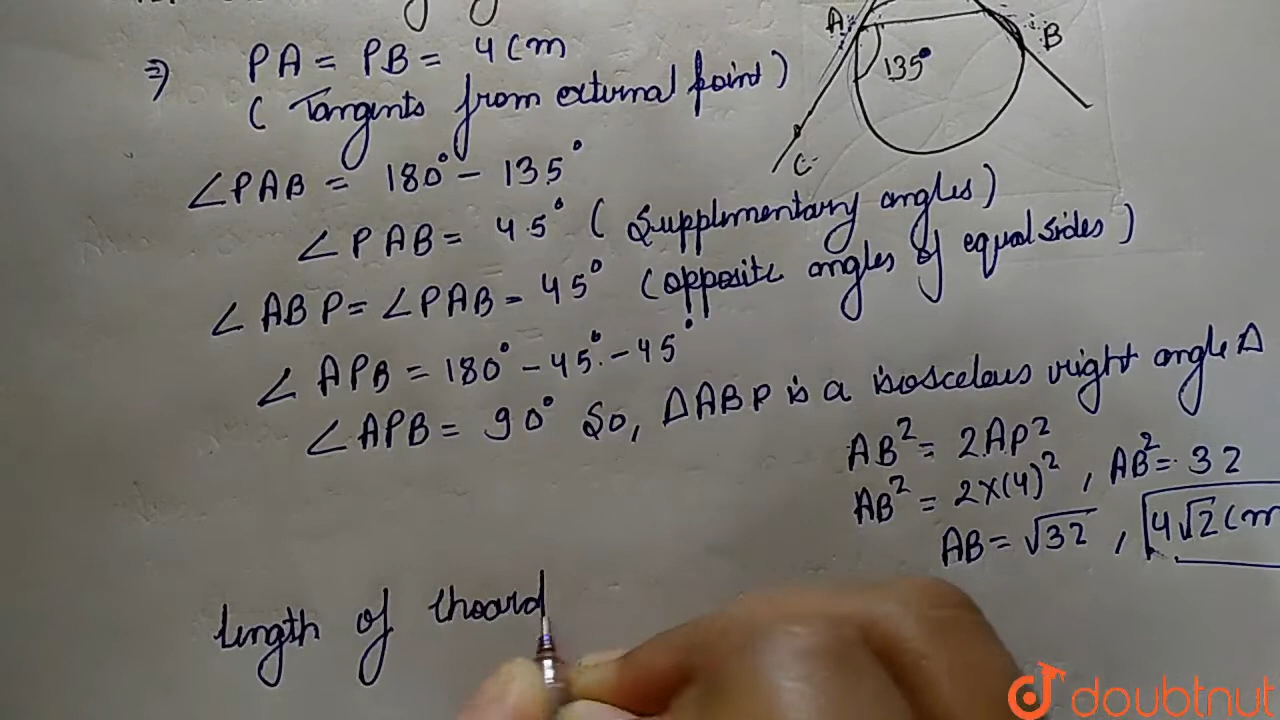 A
B
135°
C
⇒ PA = PB = 4 Cm
( Tangents from external point )
∠PAB = 180° - 135°
∠PAB = 45° ( Supplementary angles )
∠ABP = ∠PAB = 45° ( opposite angles of equal sides )
∠APB = 180° - 45° - 45°
∠APB = 90° So, ΔABP is a isoscelous right angle Δ
AB² = 2AP²
AB² = 2×(4)² , AB² = 32
AB = √32 , 4√2 Cm
length of choard
doubtnut